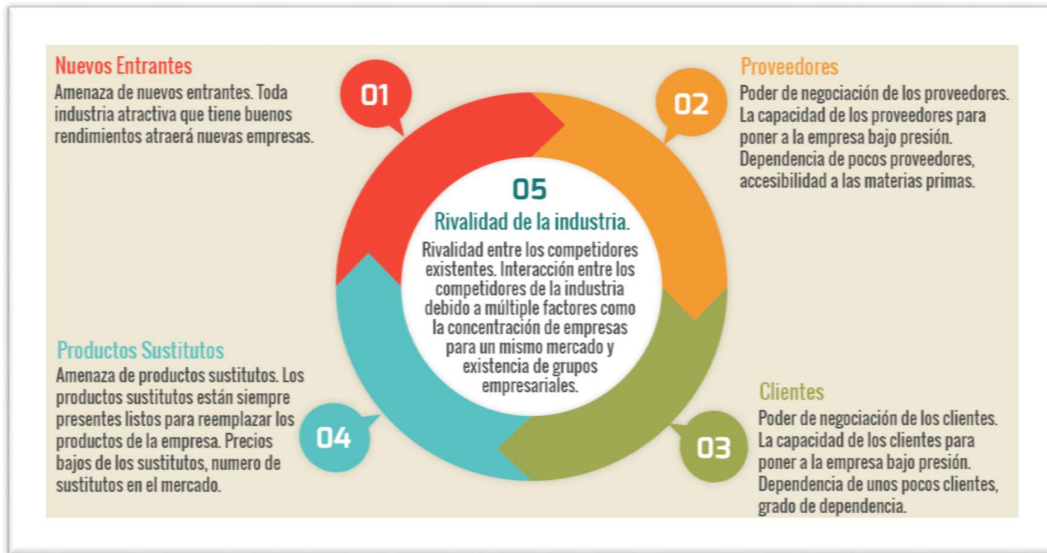 Nuevos Entrantes
Amenaza de nuevos entrantes. Toda
industria atractiva que tiene buenos
rendimientos atraerá nuevas empresas.
01
02
Proveedores
Poder de negociación de los proveedores.
La capacidad de los proveedores para
poner a la empresa bajo presión.
Dependencia de pocos proveedores,
accesibilidad a las materias primas.
05
Rivalidad de la industria.
Rivalidad entre los competidores
existentes. Interacción entre los
competidores de la industria
debido a múltiple factores como
la concentración de empresas
para un mismo mercado y
existencia de grupos
empresariales.
Productos Sustitutos
Amenaza de productos sustitutos. Los
productos sustitutos están siempre
presentes listos para reemplazar los
productos de la empresa. Precios
bajos de los sustitutos, numero de
sustitutos en el mercado.
04
03
Clientes
Poder de negociación de los clientes.
La capacidad de los clientes para
poner a la empresa bajo presión.
Dependencia de unos pocos clientes,
grado de dependencia.